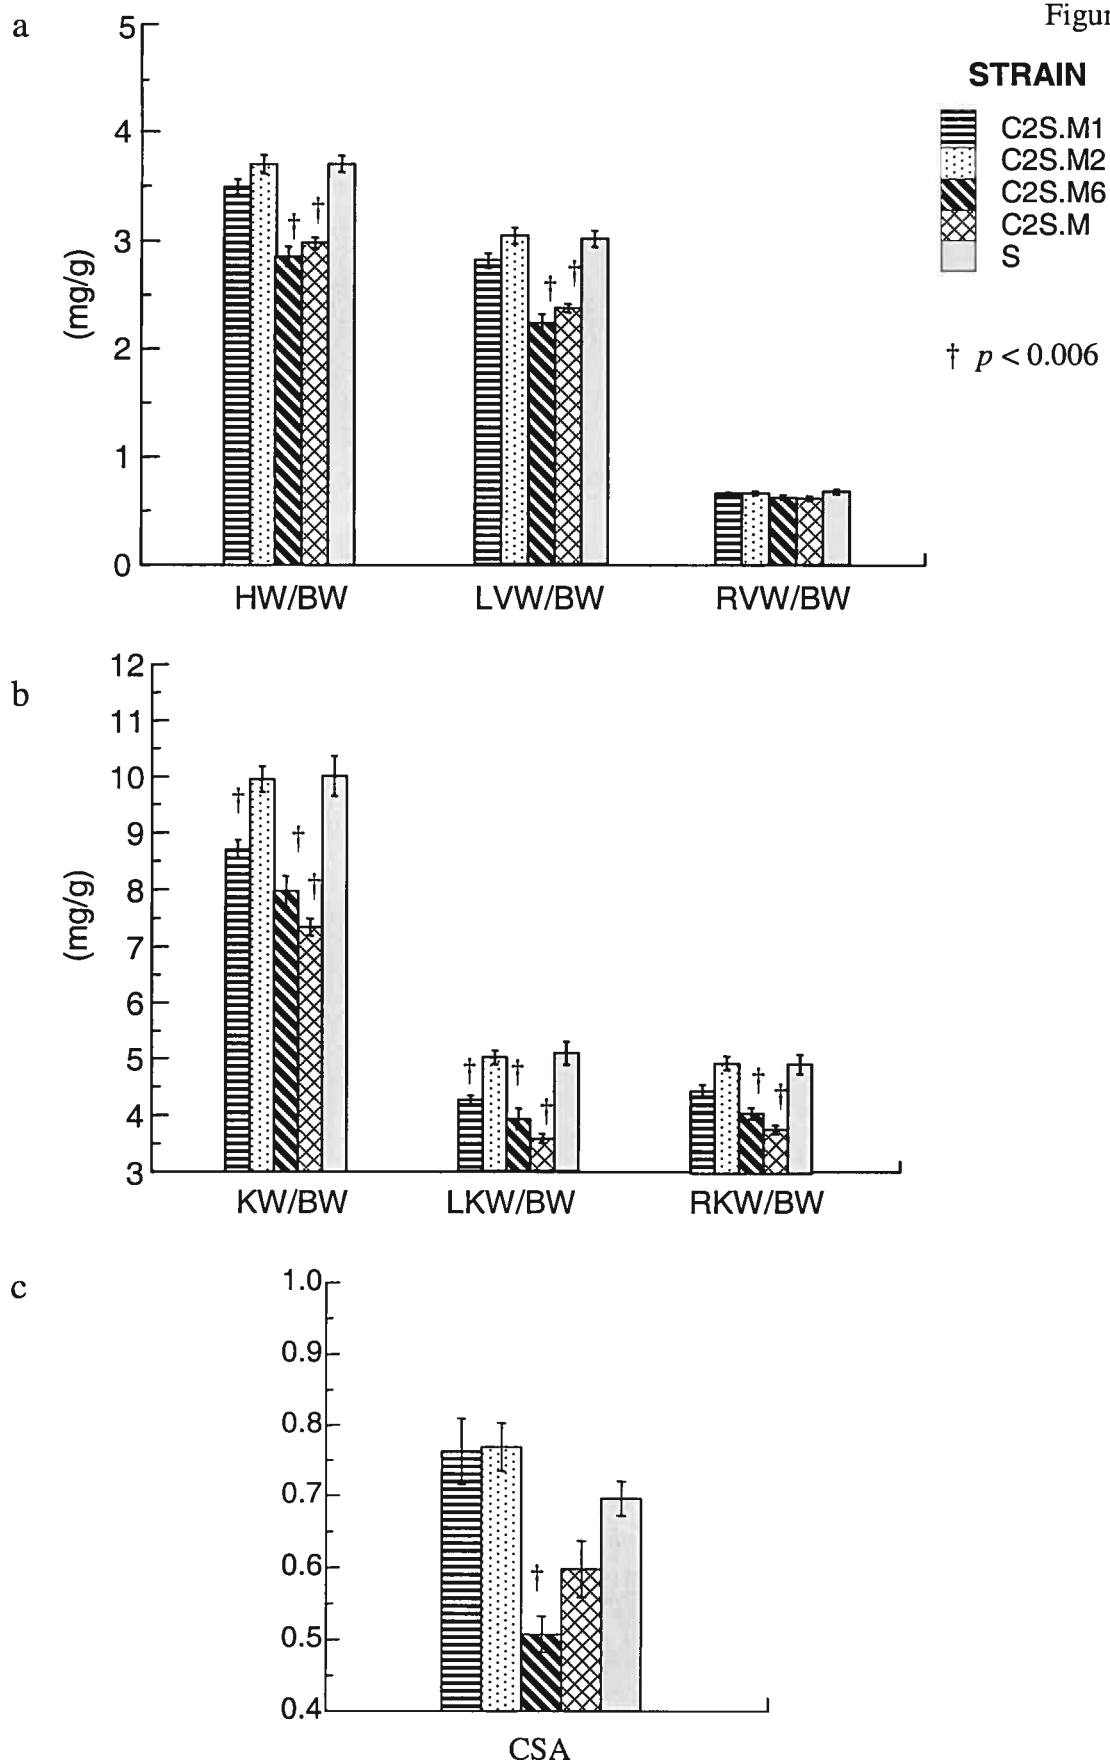 a
Figur
5
4
3
2
1
0
(mg/g)
HW/BW LVW/BW RVW/BW
† †
† †
STRAIN
C2S.M1
C2S.M2
C2S.M6
C2S.M
S
† p < 0.006
b
12
11
10
9
8
7
6
5
4
3
(mg/g)
† † †
† † †
† †
KW/BW LKW/BW RKW/BW
c
1.0
0.9
0.8
0.7
0.6
0.5
0.4
†
CSA